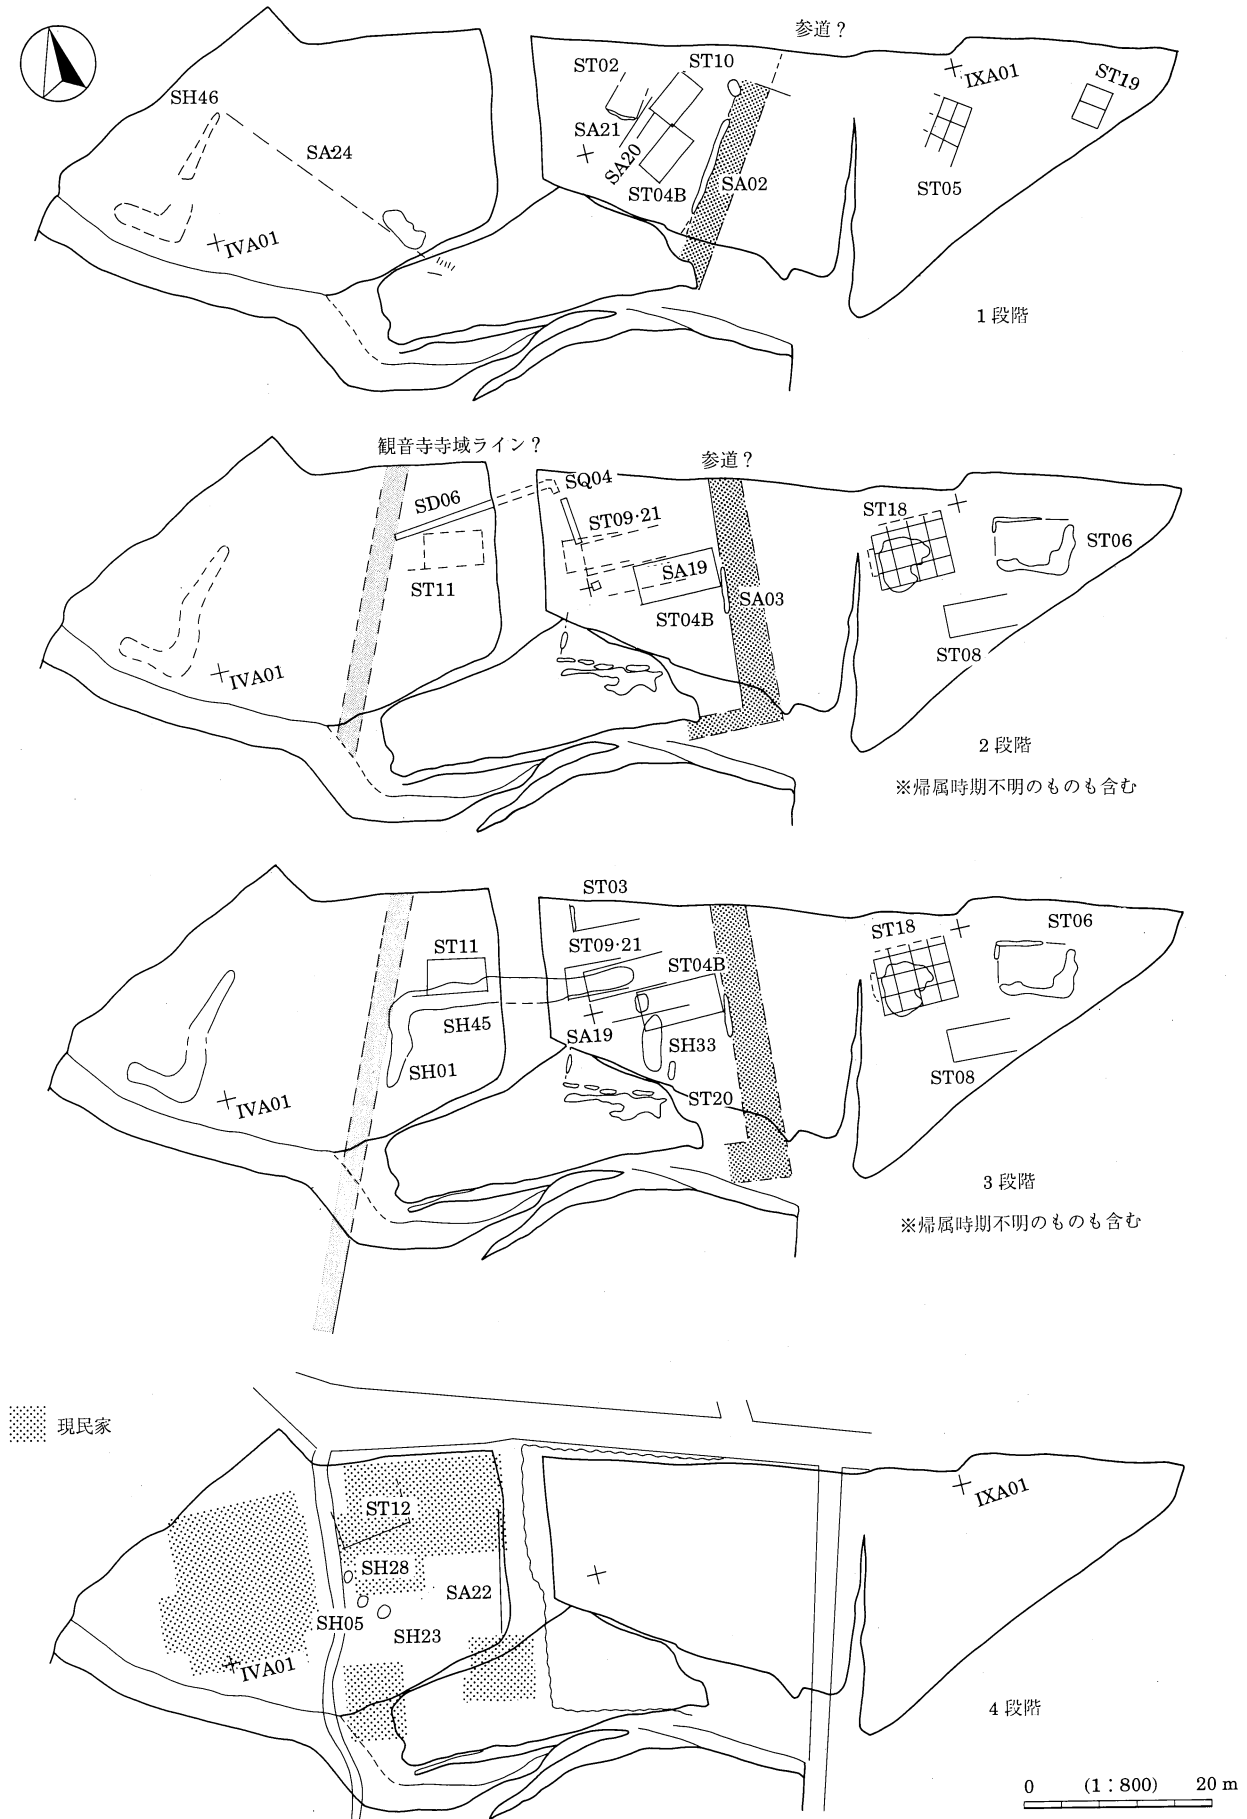 参道？
ST02
ST10
IXA01
ST19
SH46
SA21
SA24
SA20
ST04B
SA02
ST05
IVA01
1段階
観音寺寺域ライン？
参道？
SD06
SQ04
ST09·21
ST18
ST06
SA19
ST11
SA03
ST04B
ST08
IVA01
2段階
※帰属時期不明のものも含む
ST03
ST06
ST18
ST11
ST09·21
ST04B
SH45
SA19
SH33
SH01
ST08
ST20
IVA01
3段階
※帰属時期不明のものも含む
現民家
IXA01
ST12
SH28
SA22
SH05
SH23
IVA01
4段階
0 (1：800) 20 m